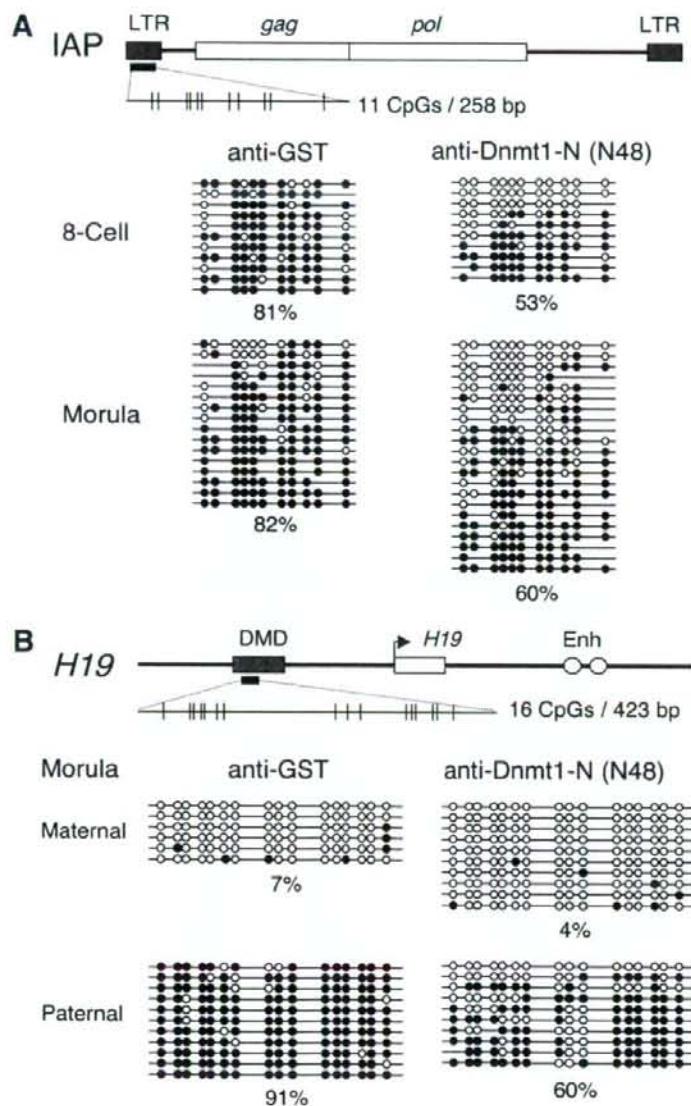 A
LTR gag pol LTR
IAP
11 CpGs / 258 bp
anti-GST anti-Dnmt1-N (N48)
8-Cell
81% 53%
Morula
82%
60%
B
DMD H19 Enh
H19
16 CpGs / 423 bp
Morula anti-GST anti-Dnmt1-N (N48)
Maternal
7%
4%
Paternal
91% 60%